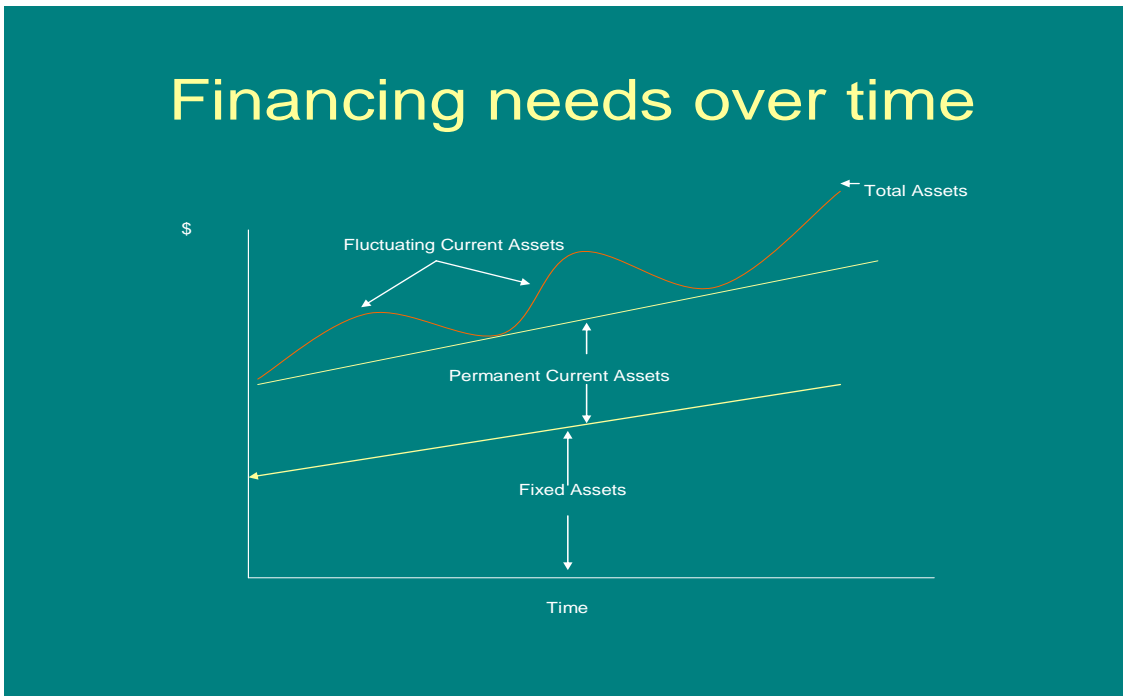 Financing needs over time
Total Assets
$
Fluctuating Current Assets
Permanent Current Assets
Fixed Assets
Time